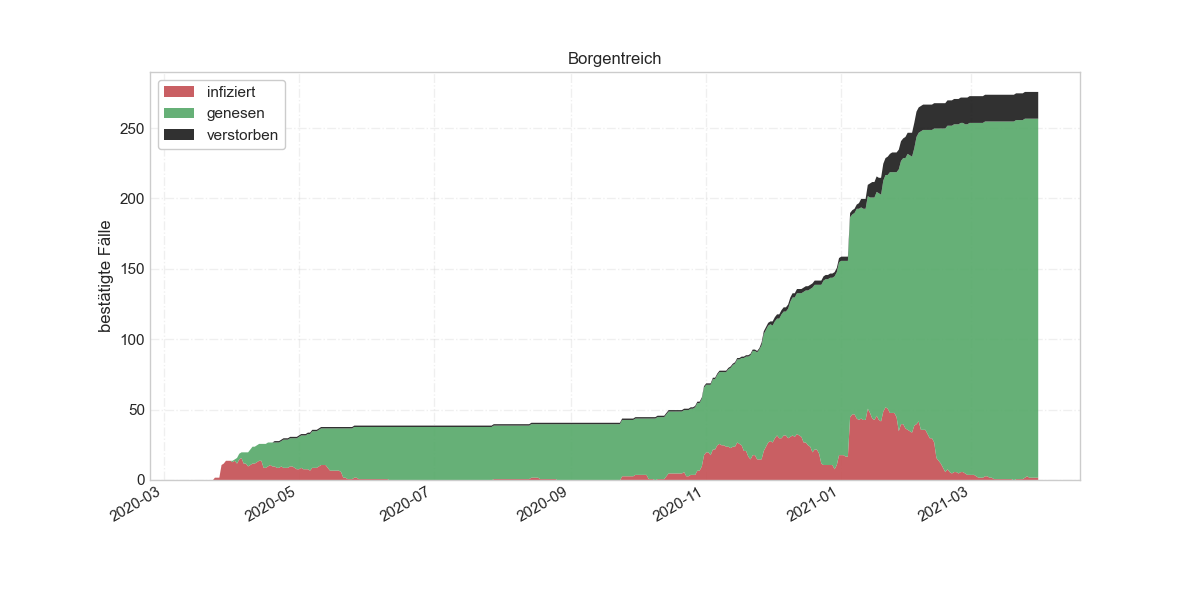 Borgentreich
infiziert
genesen
verstorben
bestätigte Fälle
250
200
150
100
50
0
2020-03
2020-05
2020-07
2020-09
2020-11
2021-01
2021-03